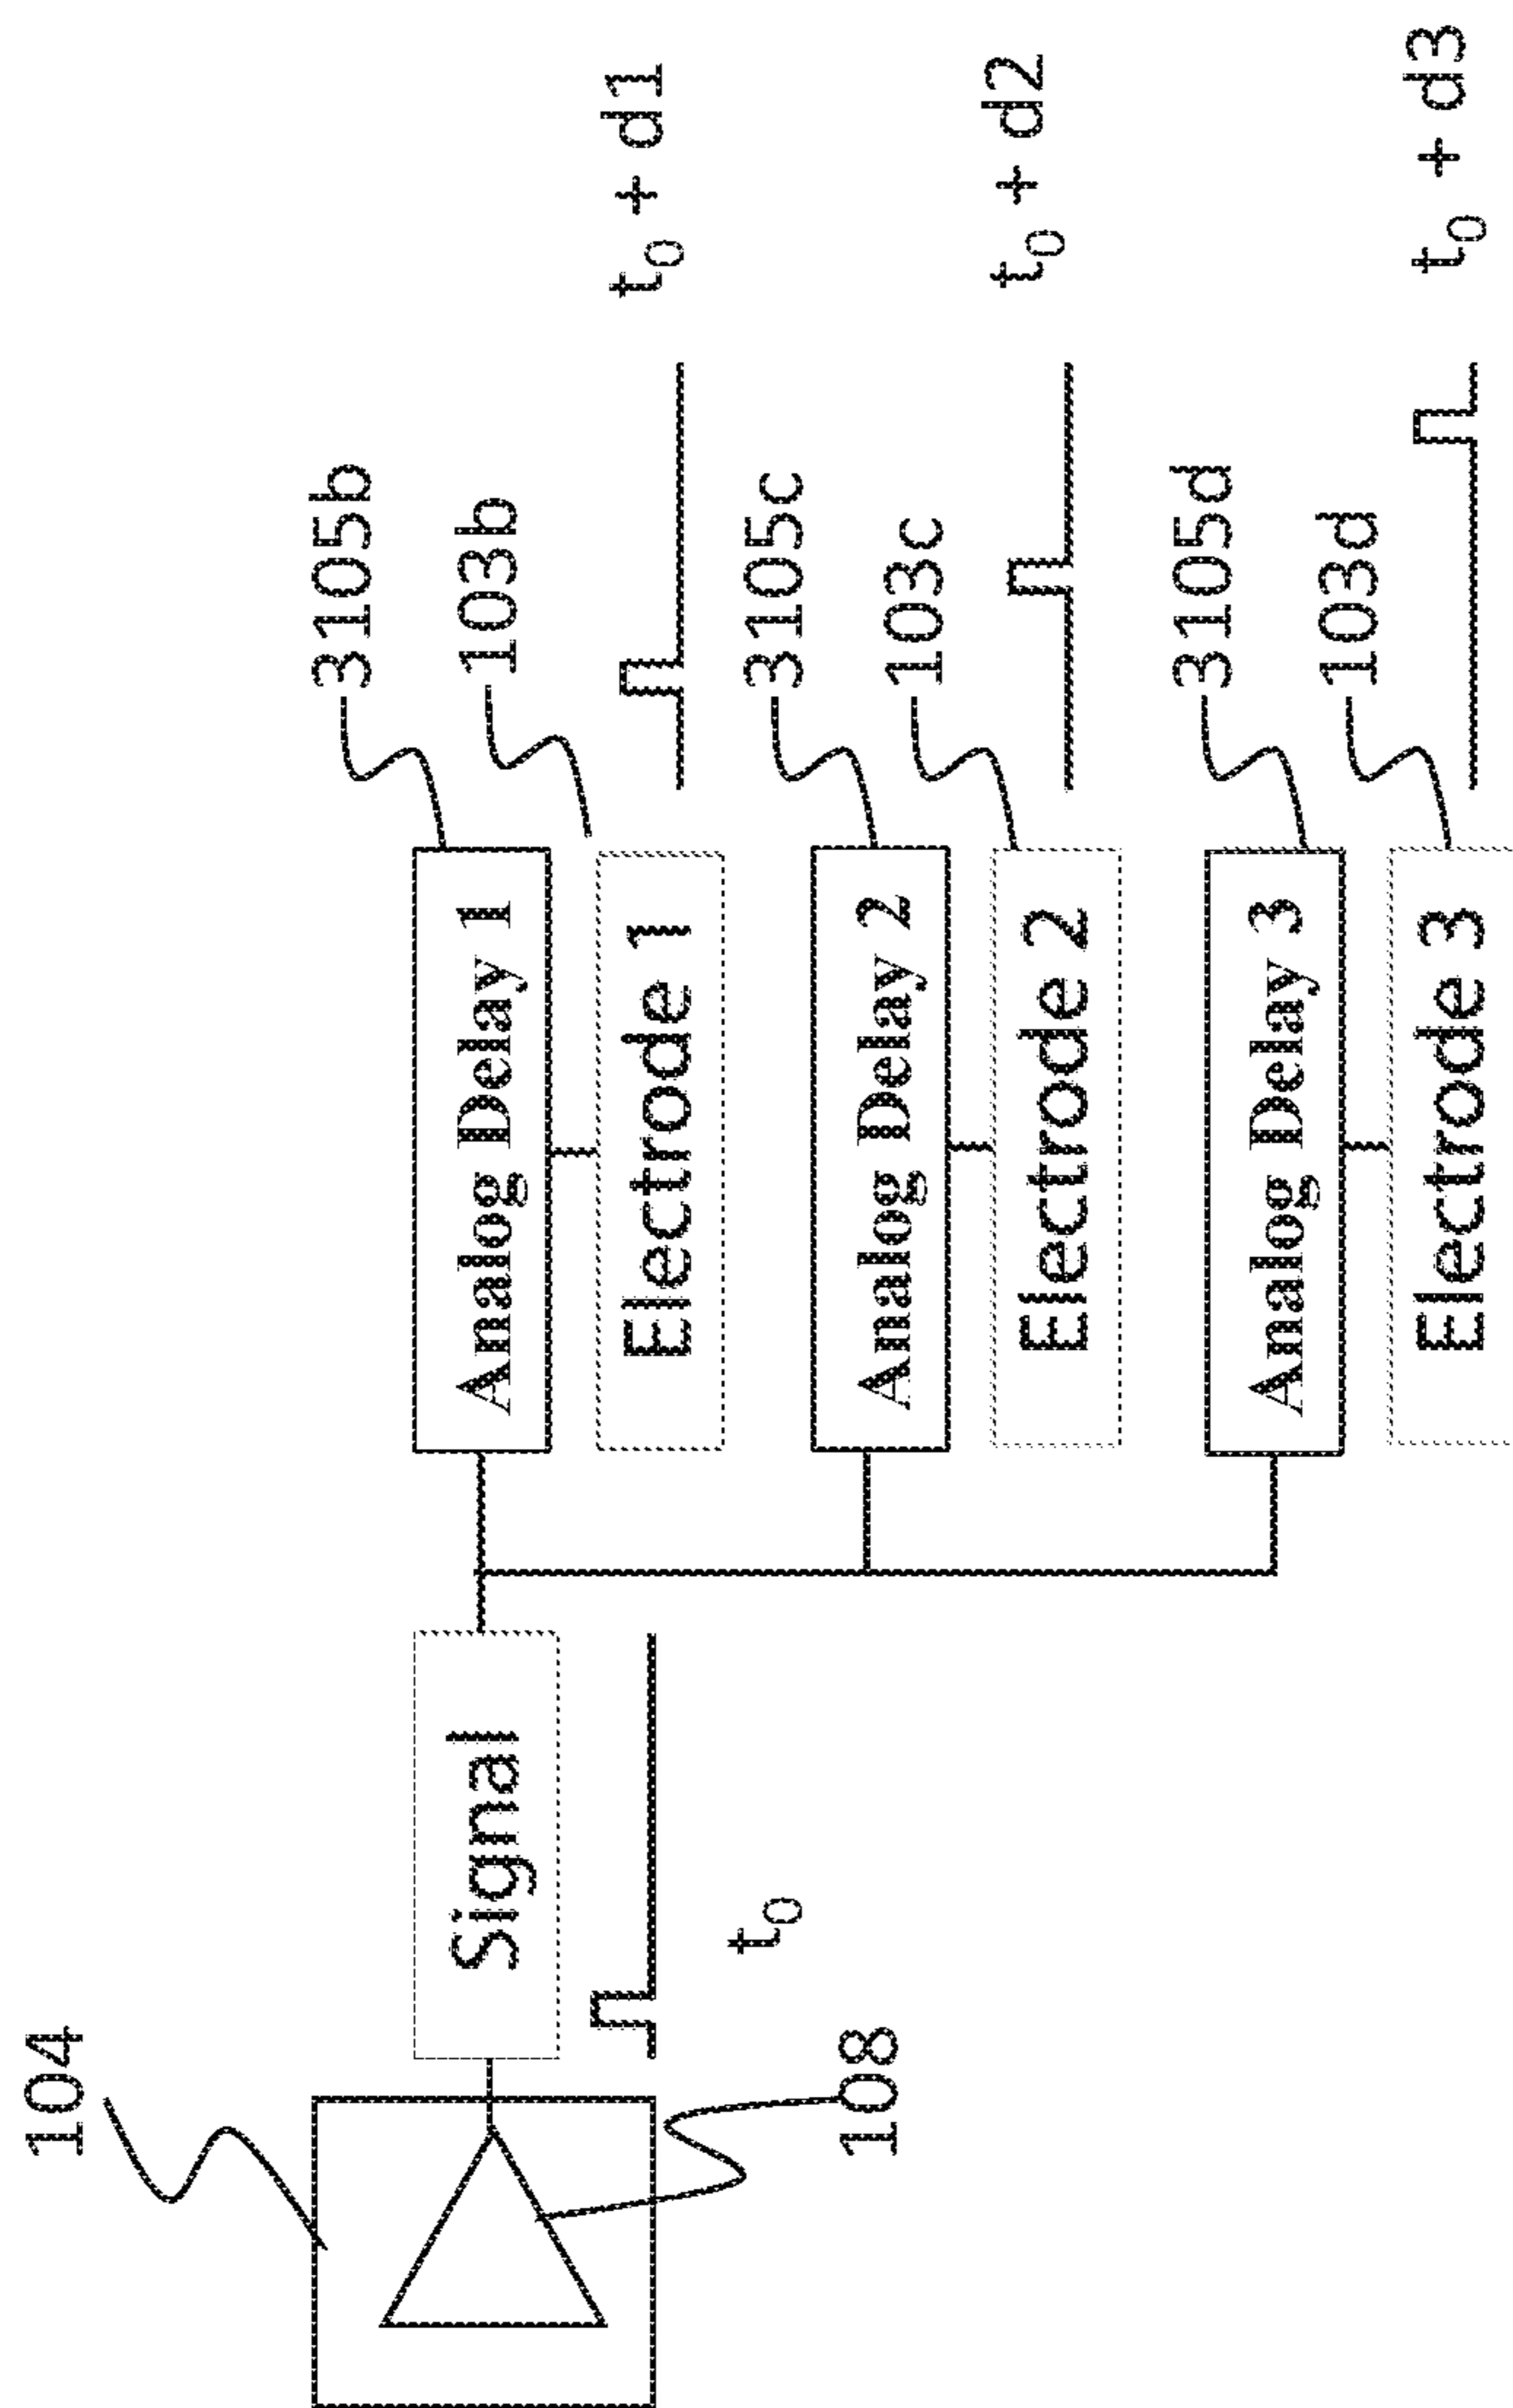 104
Signal
t₀
108
Analog Delay 1
3105b
Electrode 1
103b
t₀ + d1
Analog Delay 2
3105c
Electrode 2
103c
t₀ + d2
Analog Delay 3
3105d
Electrode 3
103d
t₀ + d3